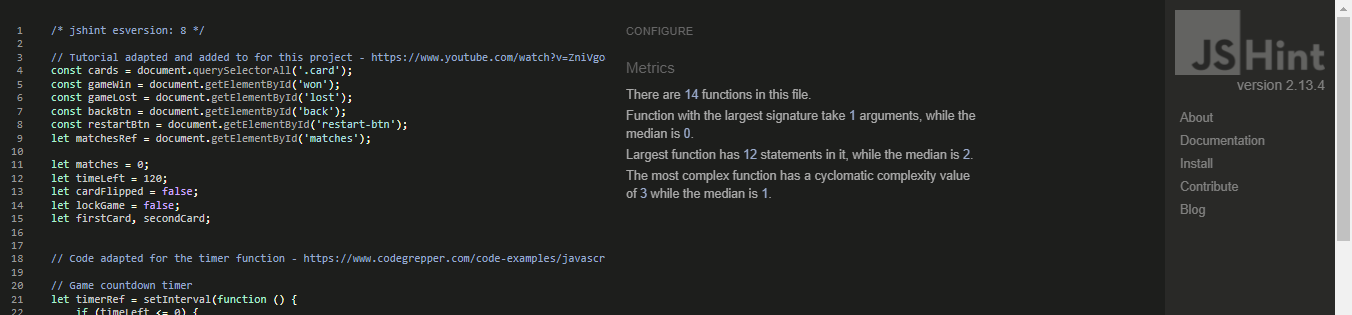 1 /* jshint esversion: 8 */
2
3 // Tutorial adapted and added to for this project - https://www.youtube.com/watch?v=ZniVgo
4 const cards = document.querySelectorAll('.card');
5 const gameWin = document.getElementById('won');
6 const gameLost = document.getElementById('lost');
7 const backBtn = document.getElementById('back');
8 const restartBtn = document.getElementById('restart-btn');
9 let matchesRef = document.getElementById('matches');
10
11 let matches = 0;
12 let timeLeft = 120;
13 let cardFlipped = false;
14 let lockGame = false;
15 let firstCard, secondCard;
16
17
18 // Code adapted for the timer function - https://www.codegrepper.com/code-examples/javascr
19
20 // Game countdown timer
21 let timerRef = setInterval(function () {
22 if (timeLeft <= 0) {
CONFIGURE
Metrics
There are 14 functions in this file.
Function with the largest signature take 1 arguments, while the
median is 0.
Largest function has 12 statements in it, while the median is 2.
The most complex function has a cyclomatic complexity value
of 3 while the median is 1.
JSHint
version 2.13.4
About
Documentation
Install
Contribute
Blog